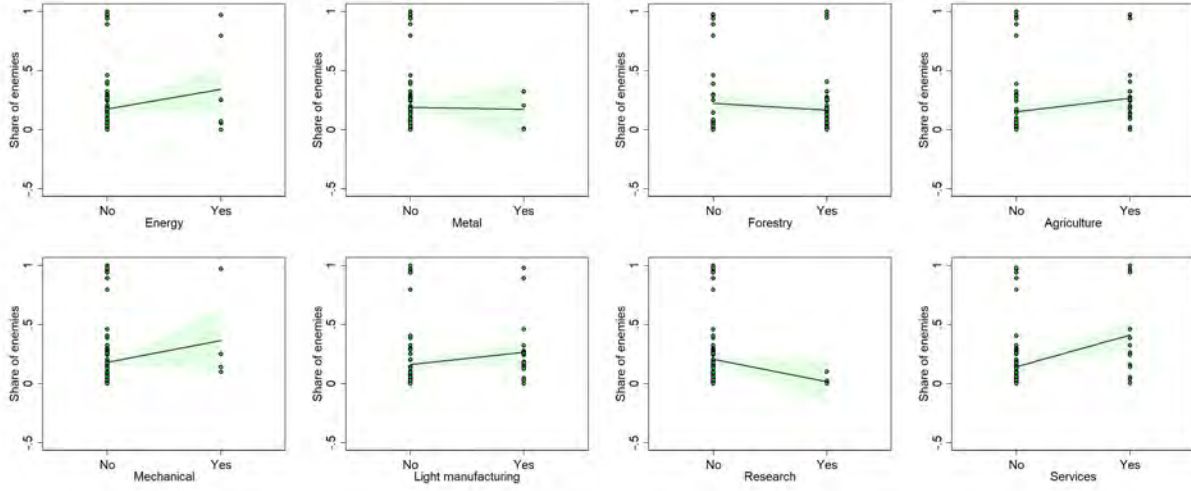 Share of enemies
1
.5
0
-.5
No Yes
Energy
Share of enemies
1
.5
0
-.5
No Yes
Metal
Share of enemies
1
.5
0
-.5
No Yes
Forestry
Share of enemies
1
.5
0
-.5
No Yes
Agriculture
Share of enemies
1
.5
0
-.5
No Yes
Mechanical
Share of enemies
1
.5
0
-.5
No Yes
Light manufacturing
Share of enemies
1
.5
0
-.5
No Yes
Research
Share of enemies
1
.5
0
-.5
No Yes
Services